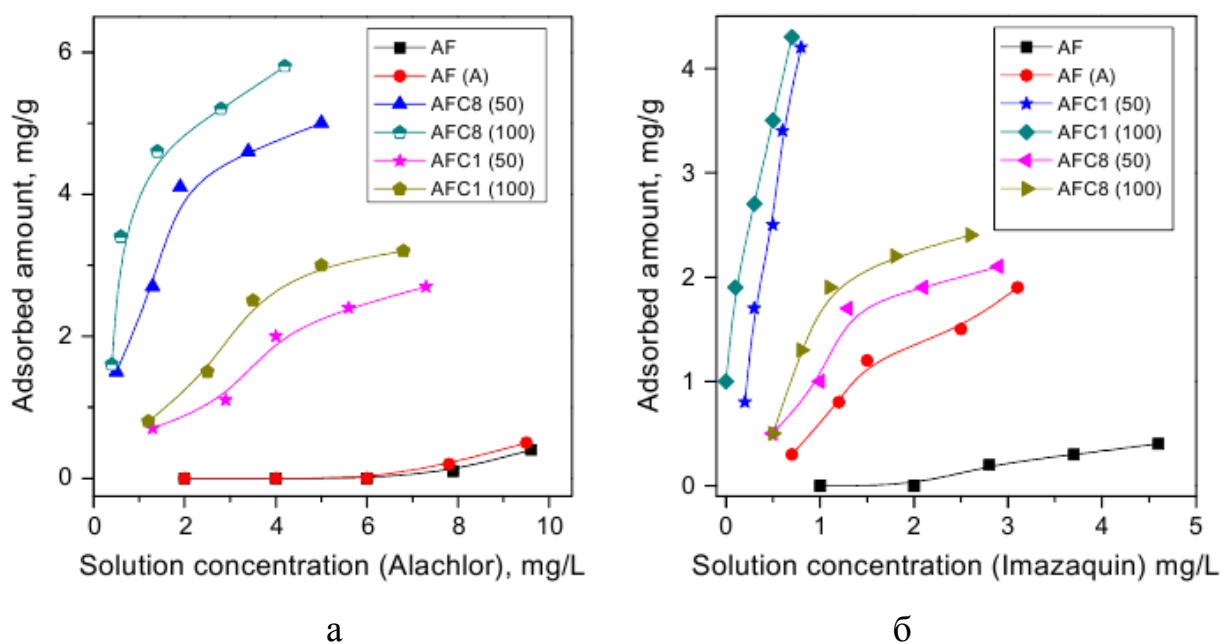 6
4
2
0
Adsorbed amount, mg/g
AF
AF (A)
AFC8 (50)
AFC8 (100)
AFC1 (50)
AFC1 (100)
0 2 4 6 8 10
Solution concentration (Alachlor), mg/L
а
4
3
2
1
0
Adsorbed amount, mg/g
AF
AF (A)
AFC1 (50)
AFC1 (100)
AFC8 (50)
AFC8 (100)
0 1 2 3 4 5
Solution concentration (Imazaquin) mg/L
б